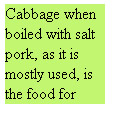 Cabbage when
boiled with salt
pork, as it is
mostly used, is
the food for